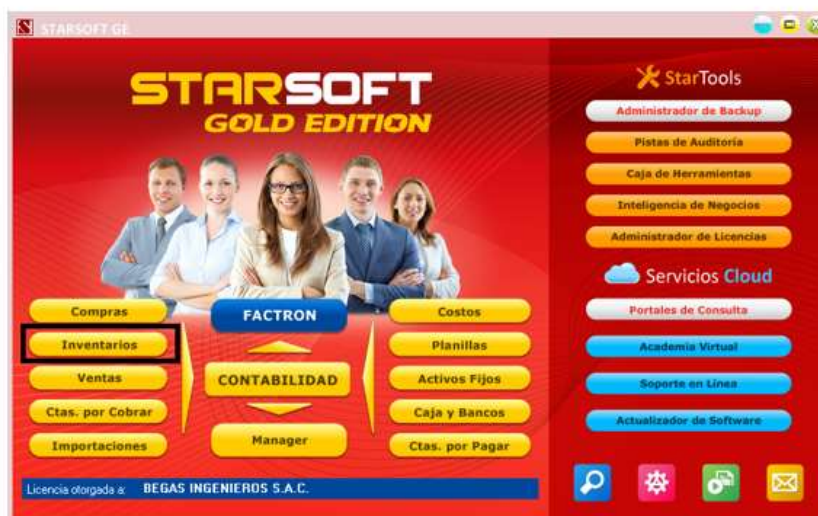 STARSOFT GE
STARSOFT
GOLD EDITION
Compras
Inventarios
Ventas
Ctas. por Cobrar
Importaciones
FACTRON
CONTABILIDAD
Manager
Costos
Planillas
Activos Fijos
Caja y Bancos
Ctas. por Pagar
Licencia otorgada a: BEGAS INGENIEROS S.A.C.
StarTools
Administrador de Backup
Pistas de Auditoría
Caja de Herramientas
Inteligencia de Negocios
Administrador de Licencias
Servicios Cloud
Portales de Consulta
Academia Virtual
Soporte en Línea
Actualizador de Software